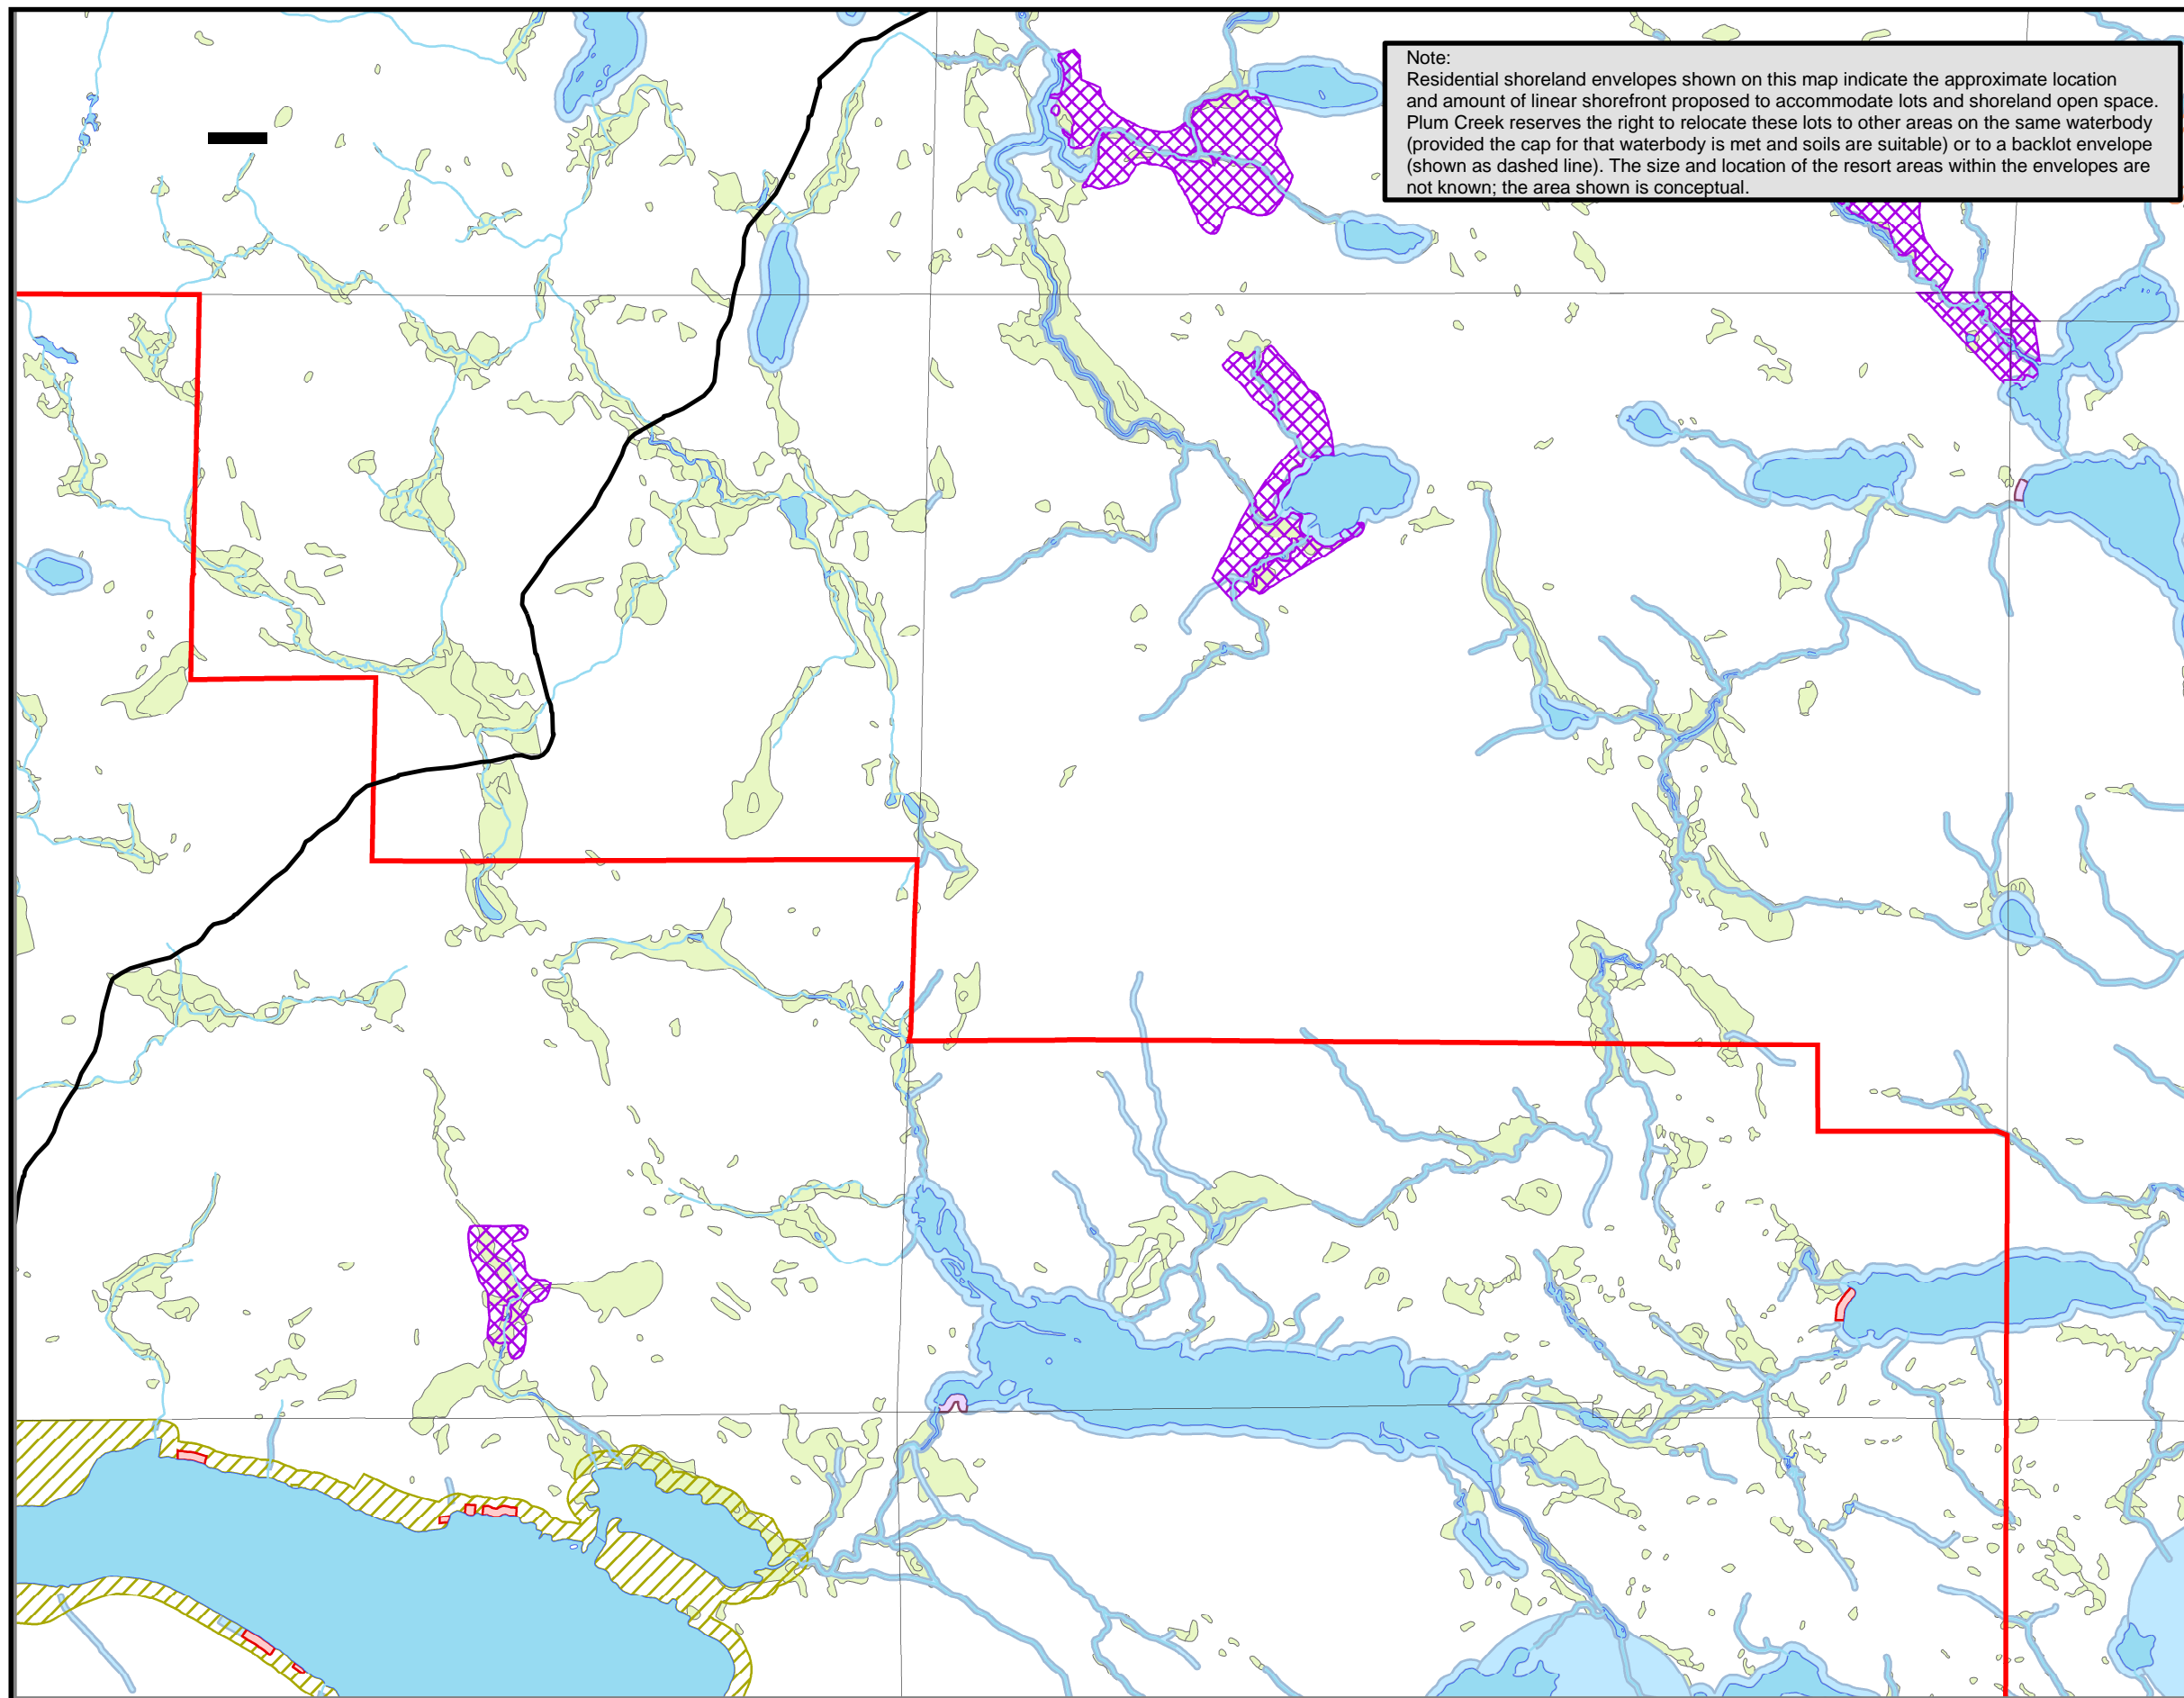 Note:
Residential shoreland envelopes shown on this map indicate the approximate location
and amount of linear shorefront proposed to accommodate lots and shoreland open space.
Plum Creek reserves the right to relocate these lots to other areas on the same waterbody
(provided the cap for that waterbody is met and soils are suitable) or to a backlot envelope
(shown as dashed line). The size and location of the resort areas within the envelopes are
not known; the area shown is conceptual.